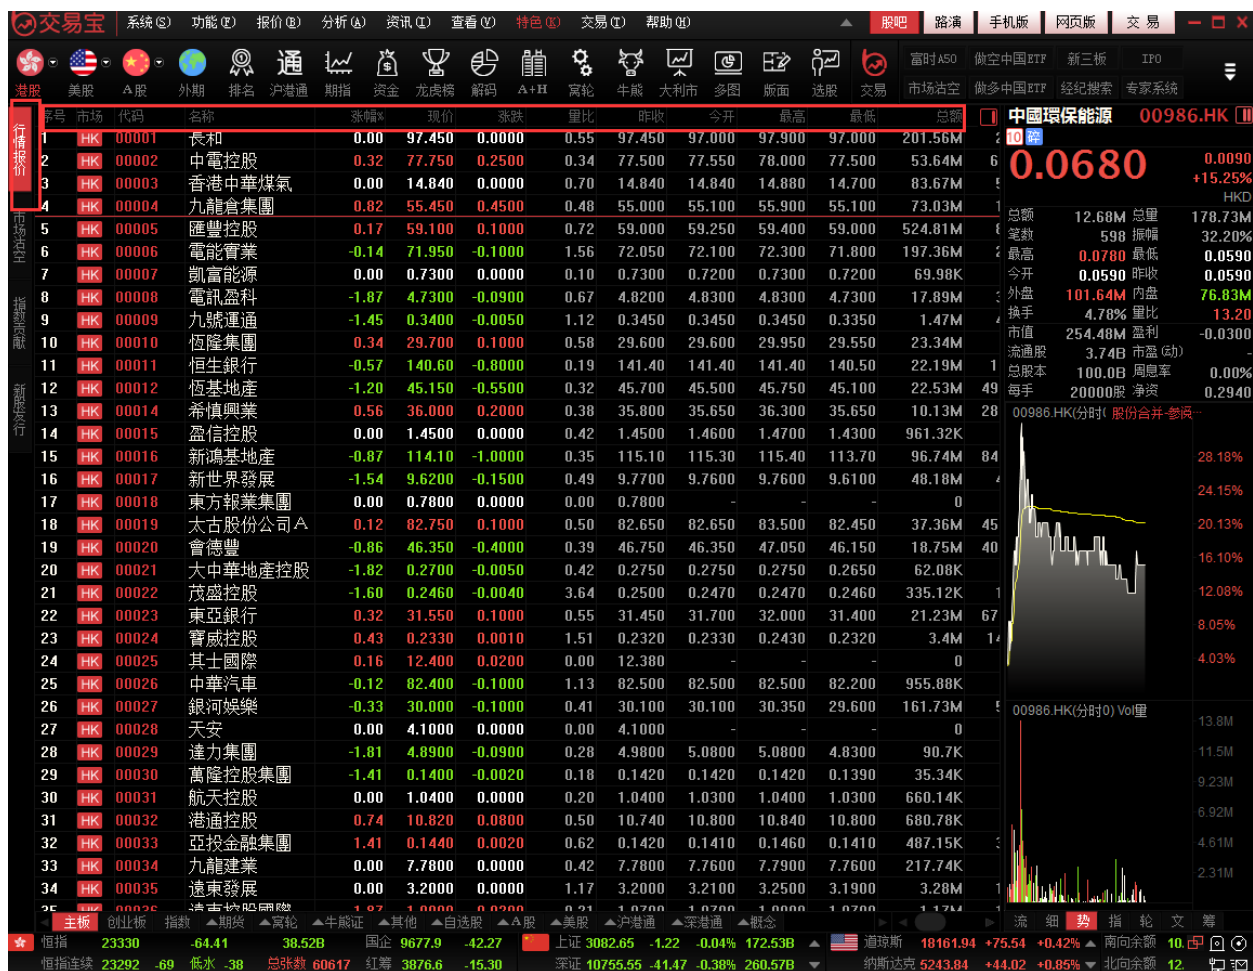 交易宝 系统(S) 功能(F) 报价(B) 分析(A) 资讯(I) 查看(V) 特色(K) 交易(T) 帮助(H) 股吧 路演 手机版 网页版 交易
富时A50 做空中国ETF 新三板 IPO
港股 美股 A股 外期 排名 沪港通 期指 资金 龙虎榜 解码 A+H 窝轮 牛熊 大利市 多图 版面 选股 交易 市场沽空 做多中国ETF 经纪搜索 专家系统
行情报价
市场沽空
指数贡献
新股发行
序号 市场 代码 名称 涨幅% 现价 涨跌 量比 昨收 今开 最高 最低 总额
1 HK 00001 長和 0.00 97.450 0.0000 0.55 97.450 97.000 97.900 97.000 201.56M
2 HK 00002 中電控股 0.32 77.750 0.2500 0.34 77.500 77.550 78.000 77.500 53.64M
3 HK 00003 香港中華煤氣 0.00 14.840 0.0000 0.70 14.840 14.840 14.880 14.700 83.67M
4 HK 00004 九龍倉集團 0.82 55.450 0.4500 0.48 55.000 55.100 55.900 55.100 73.03M
5 HK 00005 匯豐控股 0.17 59.100 0.1000 0.72 59.000 59.250 59.400 59.000 524.81M
6 HK 00006 電能實業 -0.14 71.950 -0.1000 1.56 72.050 72.100 72.300 71.800 197.36M
7 HK 00007 凱富能源 0.00 0.7300 0.0000 0.10 0.7300 0.7200 0.7300 0.7200 69.98K
8 HK 00008 電訊盈科 -1.87 4.7300 -0.0900 0.67 4.8200 4.8300 4.8300 4.7300 17.89M
9 HK 00009 九號運通 -1.45 0.3400 -0.0050 1.12 0.3450 0.3450 0.3450 0.3350 1.47M
10 HK 00010 恆隆集團 0.34 29.700 0.1000 0.58 29.600 29.600 29.950 29.550 23.34M
11 HK 00011 恒生銀行 -0.57 140.60 -0.8000 0.19 141.40 141.40 141.40 140.50 22.19M
12 HK 00012 恆基地產 -1.20 45.150 -0.5500 0.32 45.700 45.500 45.750 45.100 22.53M 49
13 HK 00014 希慎興業 0.56 36.000 0.2000 0.38 35.800 35.650 36.300 35.650 10.13M 28
14 HK 00015 盈信控股 0.00 1.4500 0.0000 0.42 1.4500 1.4600 1.4700 1.4300 961.32K
15 HK 00016 新鴻基地產 -0.87 114.10 -1.0000 0.35 115.10 115.30 115.40 113.70 96.74M 84
16 HK 00017 新世界發展 -1.54 9.6200 -0.1500 0.49 9.7700 9.7600 9.7600 9.6100 48.18M
17 HK 00018 東方報業集團 0.00 0.7800 0.0000 0.00 0.7800 - - - 0
18 HK 00019 太古股份公司A 0.12 82.750 0.1000 0.50 82.650 82.650 83.500 82.450 37.36M 45
19 HK 00020 會德豐 -0.86 46.350 -0.4000 0.39 46.750 46.350 47.050 46.150 18.75M 40
20 HK 00021 大中華地產控股 -1.82 0.2700 -0.0050 0.42 0.2750 0.2750 0.2750 0.2650 62.08K
21 HK 00022 茂盛控股 -1.60 0.2460 -0.0040 3.64 0.2500 0.2470 0.2470 0.2460 335.12K
22 HK 00023 東亞銀行 0.32 31.550 0.1000 0.55 31.450 31.700 32.000 31.400 21.23M 67
23 HK 00024 寶威控股 0.43 0.2330 0.0010 1.51 0.2320 0.2330 0.2430 0.2320 3.4M
24 HK 00025 其士國際 0.16 12.400 0.0200 0.00 12.380 - - - 0
25 HK 00026 中華汽車 -0.12 82.400 -0.1000 1.13 82.500 82.500 82.500 82.200 955.88K
26 HK 00027 銀河娛樂 -0.33 30.000 -0.1000 0.41 30.100 30.100 30.350 29.600 161.73M
27 HK 00028 天安 0.00 4.1000 0.0000 0.00 4.1000 - - - 0
28 HK 00029 達力集團 -1.81 4.8900 -0.0900 0.28 4.9800 5.0800 5.0800 4.8300 90.7K
29 HK 00030 萬隆控股集團 -1.41 0.1400 -0.0020 0.18 0.1420 0.1420 0.1420 0.1390 35.34K
30 HK 00031 航天控股 0.00 1.0400 0.0000 0.20 1.0400 1.0300 1.0400 1.0300 660.14K
31 HK 00032 港通控股 0.74 10.820 0.0800 0.50 10.740 10.800 10.840 10.800 680.78K
32 HK 00033 亞投金融集團 1.41 0.1440 0.0020 0.62 0.1420 0.1410 0.1460 0.1410 487.15K
33 HK 00034 九龍建業 0.00 7.7800 0.0000 0.42 7.7800 7.7600 7.7900 7.7600 217.74K
34 HK 00035 遠東發展 0.00 3.2000 0.0000 1.17 3.2000 3.2100 3.2500 3.1900 3.28M
中國環保能源 00986.HK
10 碎
0.0680 0.0090
+15.25%
HKD
总额 12.68M 总量 178.73M
笔数 598 振幅 32.20%
最高 0.0780 最低 0.0590
今开 0.0590 昨收 0.0590
外盘 101.64M 内盘 76.83M
换手 4.78% 量比 13.20
市值 254.48M 盈利 -0.0300
流通股 3.74B 市盈(动) -
总股本 100.0B 周息率 0.00%
每手 20000股 净资 0.2940
00986.HK(分时( 股份合并-参阅···
28.18%
24.15%
20.13%
16.10%
12.08%
8.05%
4.03%
00986.HK(分时0) Vol量
13.8M
11.5M
9.23M
6.92M
4.61M
2.31M
主板 创业板 指数 ▲期货 ▲窝轮 ▲牛熊证 ▲其他 ▲自选股 ▲A股 ▲美股 ▲沪港通 ▲深港通 ▲概念 流 细 势 指 轮 文 筹
恒指 23330 -64.41 38.52B 国企 9677.9 -42.27 上证 3082.65 -1.22 -0.04% 172.53B 道琼斯 18161.94 +75.54 +0.42% 南向余额 10.
恒指连续 23292 -69 低水 -38 总张数 60617 红筹 3876.6 -15.30 深证 10755.55 -41.47 -0.38% 260.57B 纳斯达克 5243.84 +44.02 +0.85% 北向余额 12.